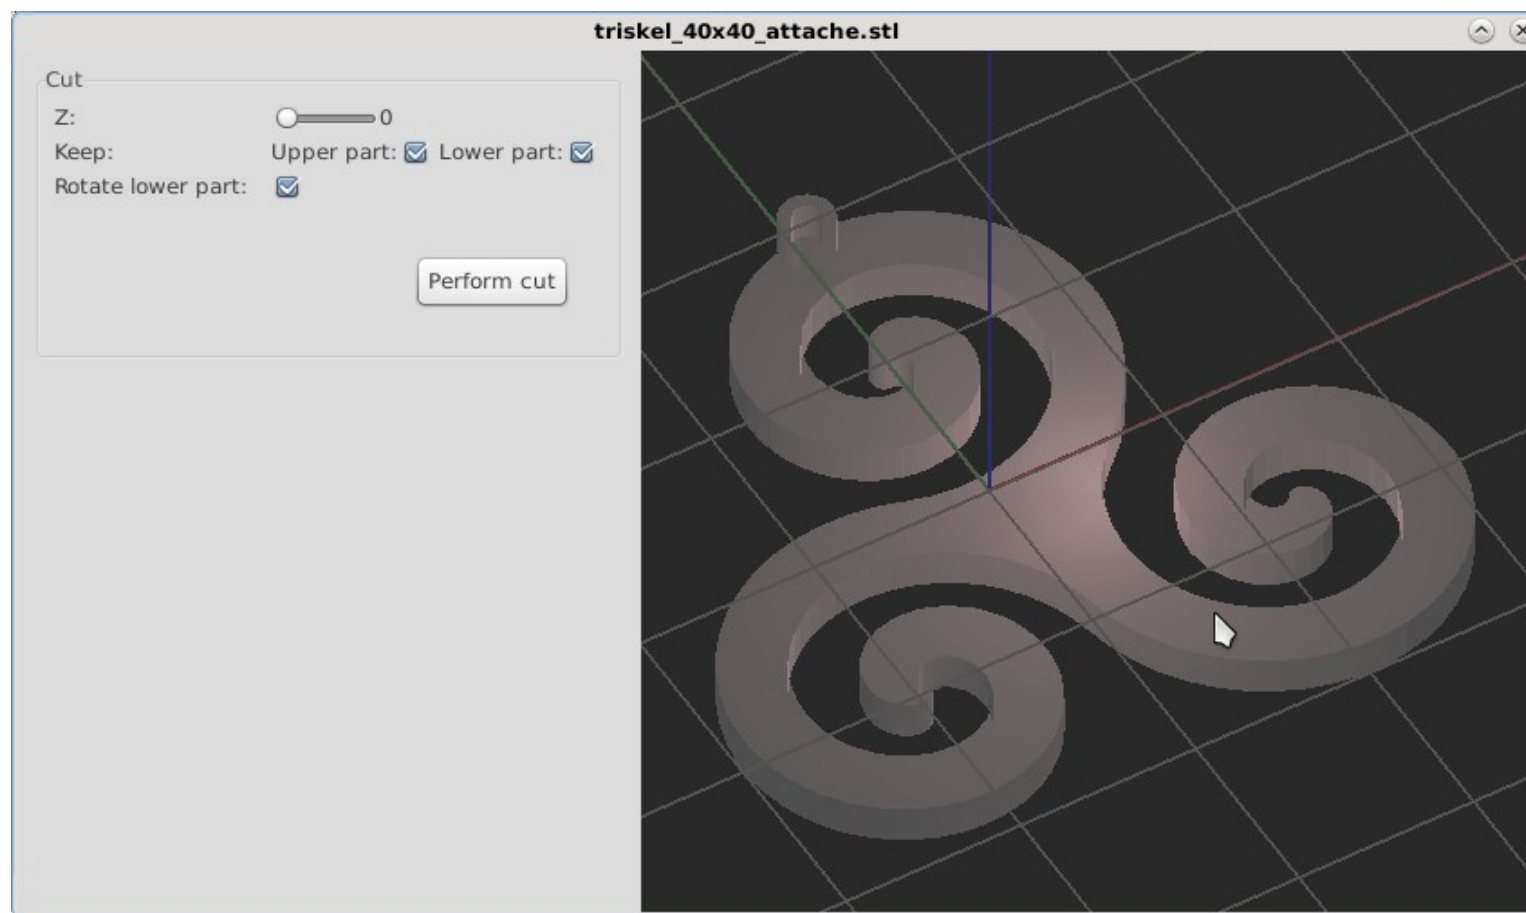 triskel_40x40_attache.stl
Cut
Z: 0
Keep: Upper part: Lower part:
Rotate lower part:
Perform cut